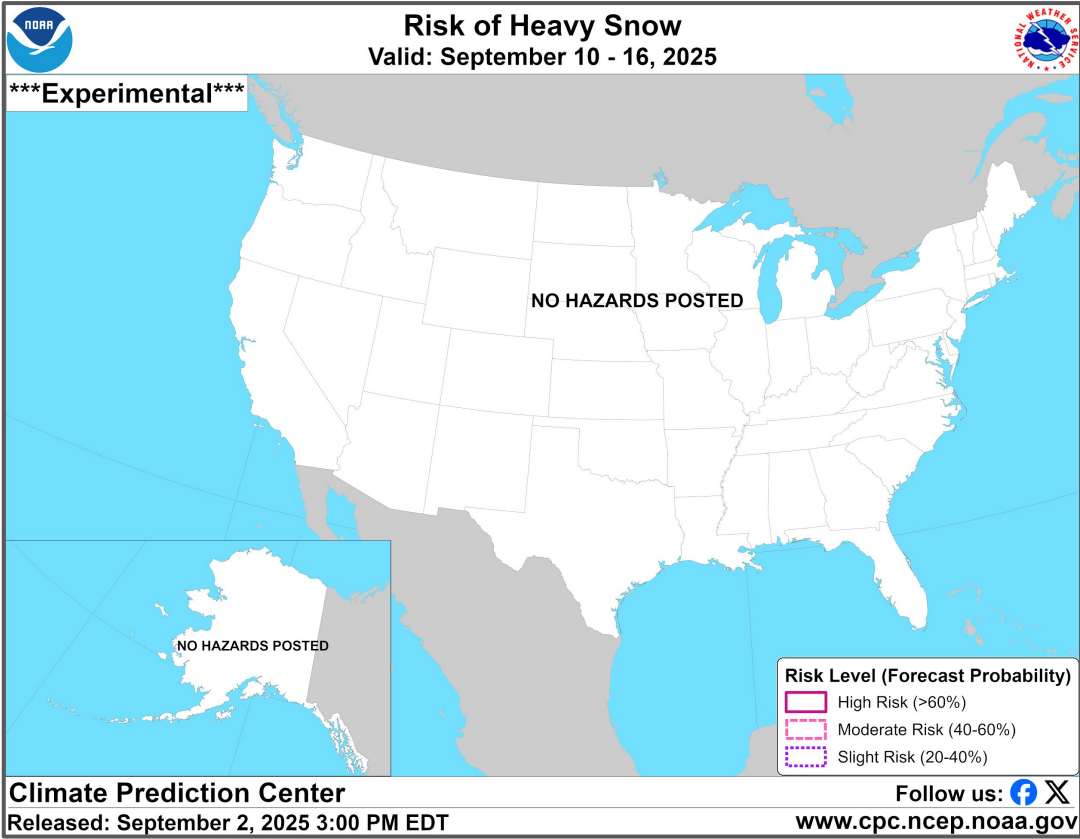 NOAA
Risk of Heavy Snow
Valid: September 10 - 16, 2025
NATIONAL WEATHER SERVICE
***Experimental***
NO HAZARDS POSTED
NO HAZARDS POSTED
Risk Level (Forecast Probability)
High Risk (>60%)
Moderate Risk (40-60%)
Slight Risk (20-40%)
Climate Prediction Center
Follow us:
Released: September 2, 2025 3:00 PM EDT
www.cpc.ncep.noaa.gov